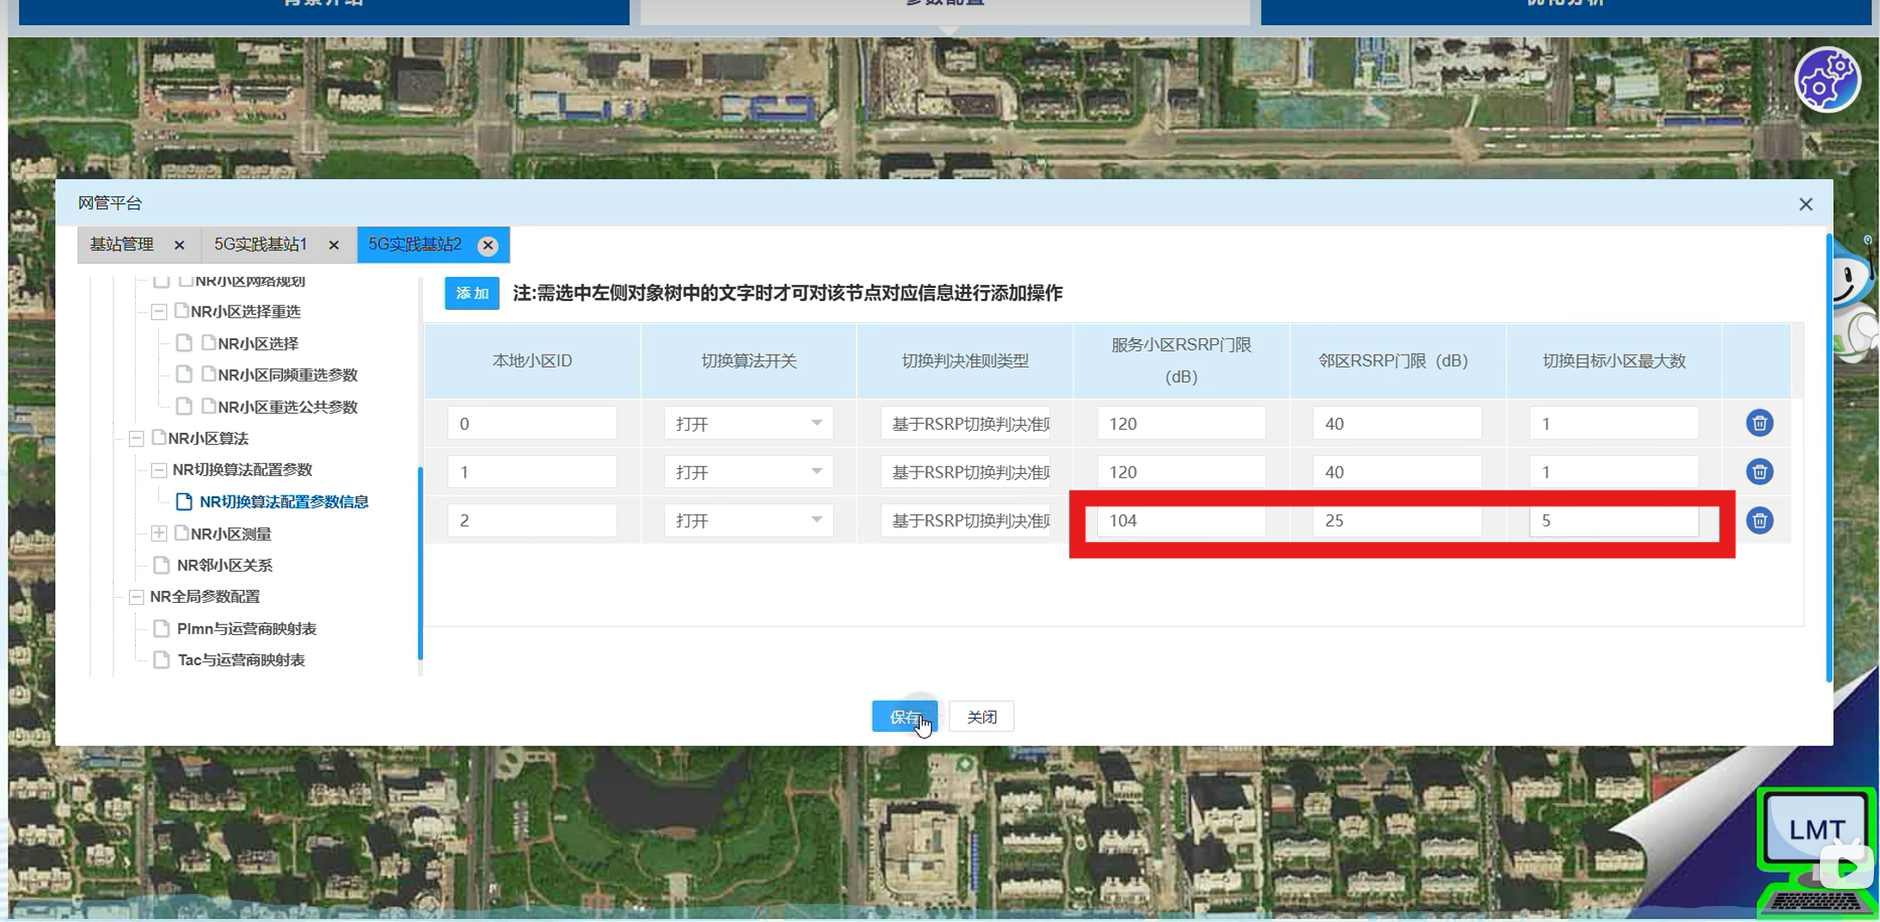 背景介绍
参数配置
优化分析
网管平台
基站管理 ×
5G实践基站1 ×
5G实践基站2 ×
NR小区网络规划
NR小区选择重选
NR小区选择
NR小区同频重选参数
NR小区重选公共参数
NR小区算法
NR切换算法配置参数
NR切换算法配置参数信息
NR小区测量
NR邻小区关系
NR全局参数配置
Plmn与运营商映射表
Tac与运营商映射表
添加 注:需选中左侧对象树中的文字时才可对该节点对应信息进行添加操作
本地小区ID 切换算法开关 切换判决准则类型 服务小区RSRP门限(dB) 邻区RSRP门限（dB) 切换目标小区最大数
0 打开 基于RSRP切换判决准则 120 40 1
1 打开 基于RSRP切换判决准则 120 40 1
2 打开 基于RSRP切换判决准则 104 25 5
保存 关闭
LMT